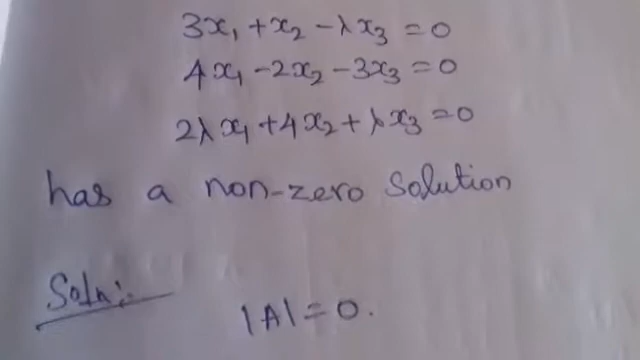 3x₁ + x₂ - λx₃ = 0
4x₁ - 2x₂ - 3x₃ = 0
2λx₁ + 4x₂ + λx₃ = 0
has a non-zero solution
Soln:
|A| = 0.